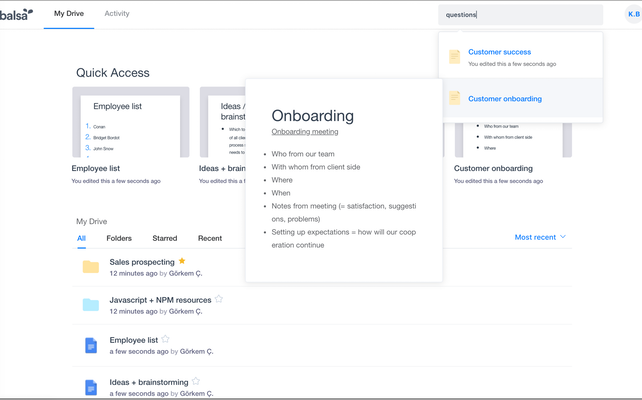 balsa
My Drive
Activity
questions
K.B
Customer success
You edited this a few seconds ago
Customer onboarding
Quick Access
Employee list
1. Conan
2. Bridget Bordot
3. John Snow
Employee list
You edited this a few seconds ago
Ideas /
brainst
Which ty
of all clie
process
needs to
Ideas + brain
You edited this a f
Onboarding
Onboarding meeting
• Who from our team
• With whom from client side
• Where
• When
• Notes from meeting (= satisfaction, suggesti
ons, problems)
• Setting up expectations = how will our coop
eration continue
• Who from our team
• With whom from client side
• Where
Customer onboarding
You edited this a few seconds ago
My Drive
All
Folders
Starred
Recent
Most recent
Sales prospecting
12 minutes ago by Görkem Ç.
Javascript + NPM resources
12 minutes ago by Görkem Ç.
Employee list
a few seconds ago by Görkem Ç.
Ideas + brainstorming
a few seconds ago by Görkem Ç.